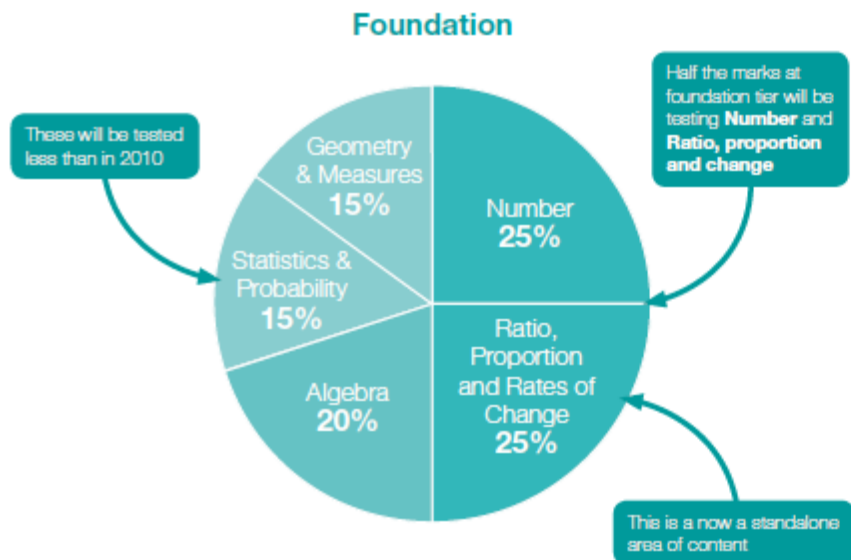 Foundation
These will be tested
less than in 2010
Geometry
& Measures
15%
Number
25%
Half the marks at
foundation tier will be
testing Number and
Ratio, proportion
and change
Statistics &
Probability
15%
Algebra
20%
Ratio,
Proportion
and Rates of
Change
25%
This is a now a standalone
area of content